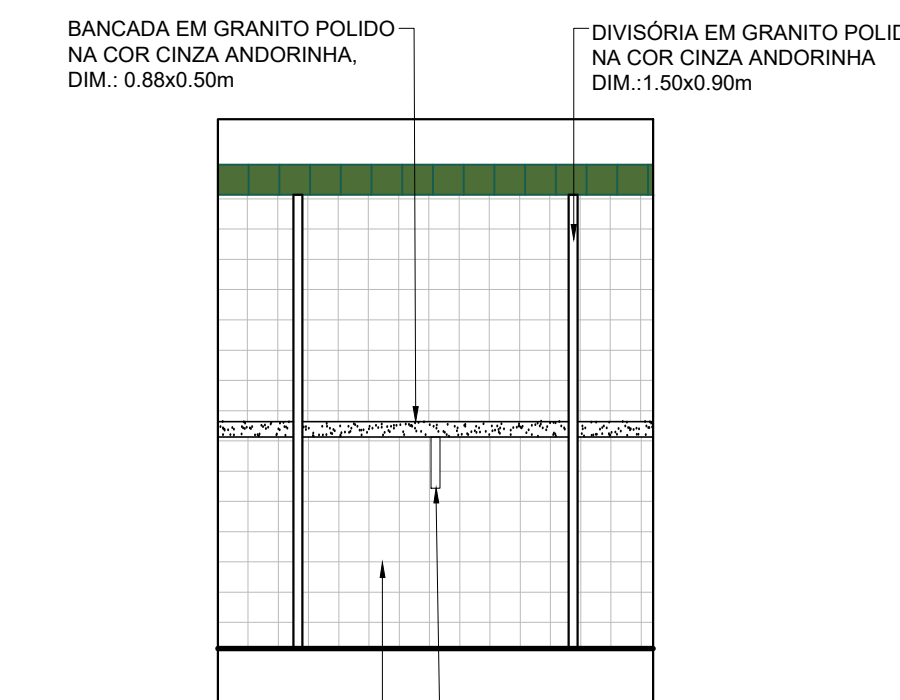 BANCADA EM GRANITO POLIDO
NA COR CINZA ANDORINHA,
DIM.: 0.88x0.50m
DIVISÓRIA EM GRANITO
NA COR CINZA ANDORINHA
DIM.:1.50x0.90m